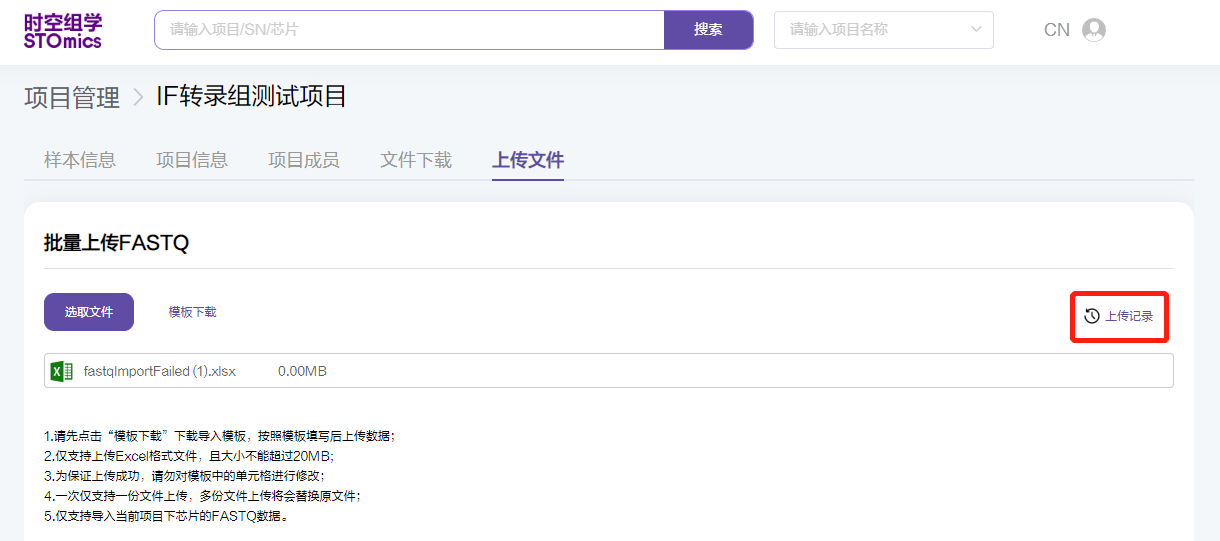 时空组学
STOmics
请输入项目/SN/芯片
搜索
请输入项目名称
CN
项目管理 > IF转录组测试项目
样本信息 项目信息 项目成员 文件下载 上传文件
批量上传FASTQ
选取文件 模板下载 上传记录
fastqImportFailed (1).xlsx 0.00MB
1.请先点击“模板下载”下载导入模板，按照模板填写后上传数据；
2.仅支持上传Excel格式文件，且大小不能超过20MB；
3.为保证上传成功，请勿对模板中的单元格进行修改；
4.一次仅支持一份文件上传，多份文件上传将会替换原文件；
5.仅支持导入当前项目下芯片的FASTQ数据。